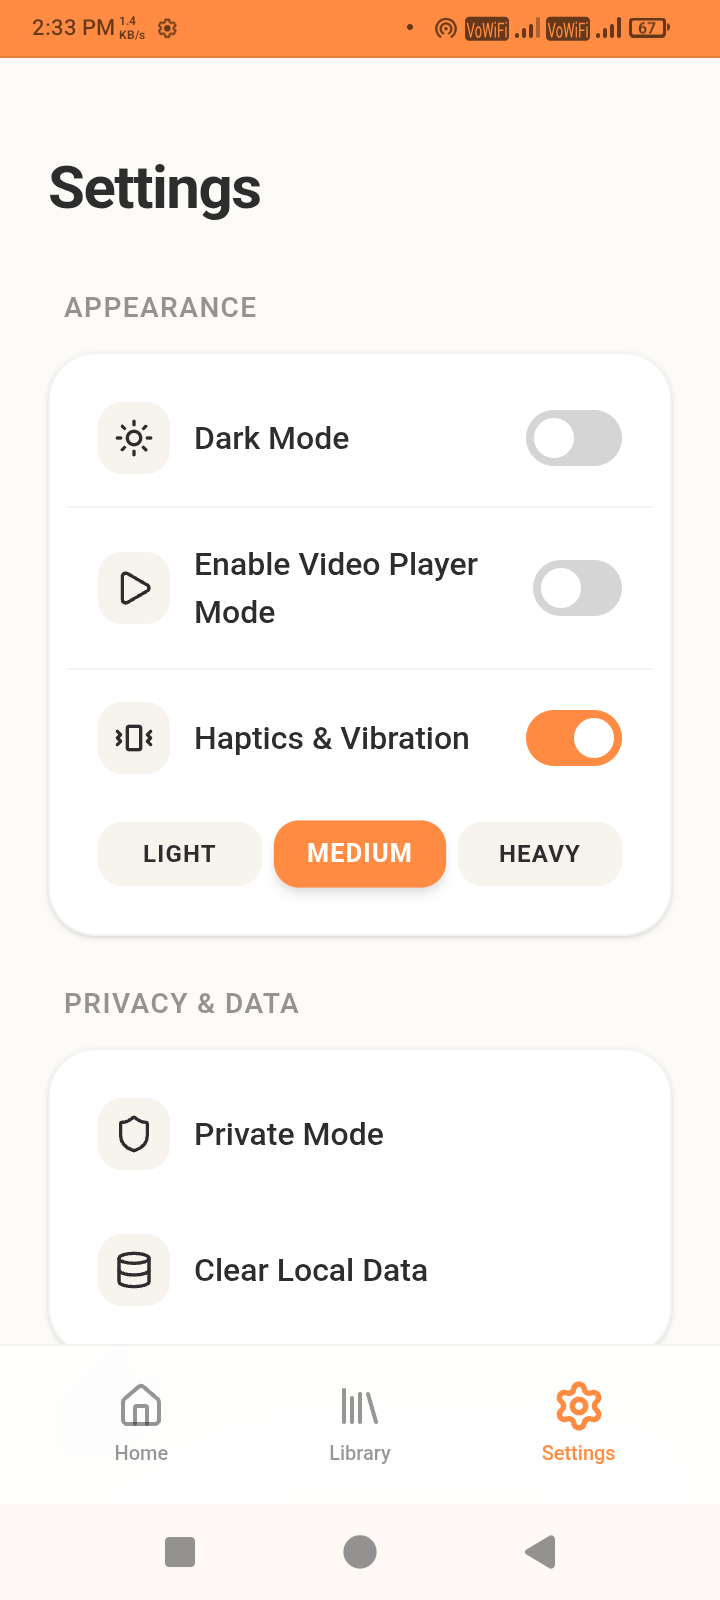 2:33 PM 1.4 KB/s VoWiFi VoWiFi 67
Settings
APPEARANCE
Dark Mode
Enable Video Player
Mode
Haptics & Vibration
LIGHT MEDIUM HEAVY
PRIVACY & DATA
Private Mode
Clear Local Data
Home Library Settings